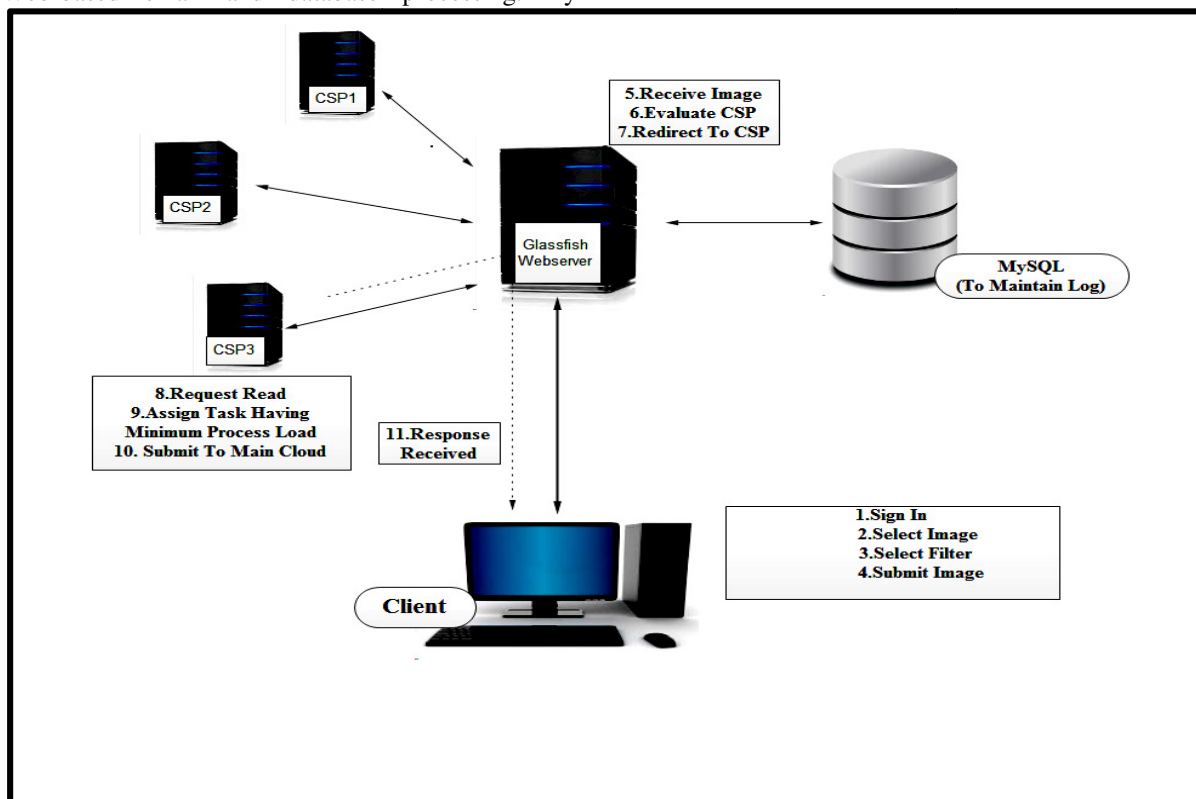 CSP1
5.Receive Image
6.Evaluate CSP
7.Redirect To CSP
CSP2
Glassfish
Webserver
MySQL
(To Maintain Log)
CSP3
8.Request Read
9.Assign Task Having
Minimum Process Load
10. Submit To Main Cloud
11.Response
Received
1.Sign In
2.Select Image
3.Select Filter
4.Submit Image
Client